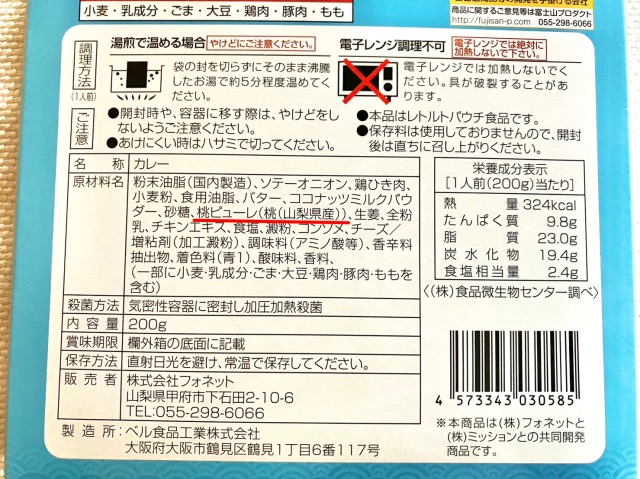 小麦・乳成分・ごま・大豆・鶏肉・豚肉・もも
商品に関するご意見等は富士山プロダクト
http://fujisan-p.com 055-298-6066
調理方法
(1人前)
湯煎で温める場合 やけどにご注意ください。
袋の封を切らずにそのまま沸騰
したお湯で約5分程度温めてく
ださい。
電子レンジ調理不可 電子レンジでは絶対に
加熱しないで下さい。
電子レンジでは加熱しないでく
ださい。具が破裂することがあ
ります。
ご注意
●開封時や、容器に移す際は、やけどをし
ないようご注意ください。
●あけにくい時はハサミで切ってください。
●本品はレトルトパウチ食品です。
●保存料は使用しておりませんので、開封
後は直ちに召し上がりください。
名 称 カレー
原材料名 粉末油脂(国内製造)、ソテーオニオン、鶏ひき肉、
小麦粉、食用油脂、バター、ココナッツミルクパウ
ダー、砂糖、桃ピューレ(桃(山梨県産))、生姜、全粉
乳、チキンエキス、食塩、澱粉、コンソメ、チーズ/
増粘剤(加工澱粉)、調味料(アミノ酸等)、香辛料
抽出物、着色料(青1)、酸味料、香料、
(一部に小麦・乳成分・ごま・大豆・鶏肉・豚肉・ももを
含む)
殺菌方法 気密性容器に密封し加圧加熱殺菌
内 容 量 200g
賞味期限 欄外箱の底面に記載
保存方法 直射日光を避け、常温で保存してください。
販 売 者 株式会社フォネット
山梨県甲府市下石田2-10-6
TEL:055-298-6066
製 造 所:ベル食品工業株式会社
大阪府大阪市鶴見区鶴見1丁目6番117号
栄養成分表示
[1人前(200g)当たり]
熱 量 324kcal
たんぱく質 9.8g
脂 質 23.0g
炭 水 化 物 19.4g
食塩相当量 2.4g
〈(株)食品微生物センター調べ〉
4 573343 030585
※本商品は(株)フォネットと
(株)ミッションとの共同開発
商品です。